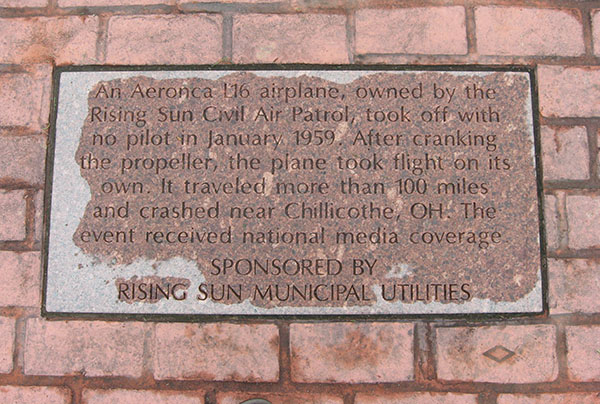 An Aeronca L16 airplane, owned by the
Rising Sun Civil Air Patrol, took off with
no pilot in January 1959. After cranking
the propeller, the plane took flight on its
own. It traveled more than 100 miles
and crashed near Chillicothe, OH. The
event received national media coverage.
SPONSORED BY
RISING SUN MUNICIPAL UTILITIES